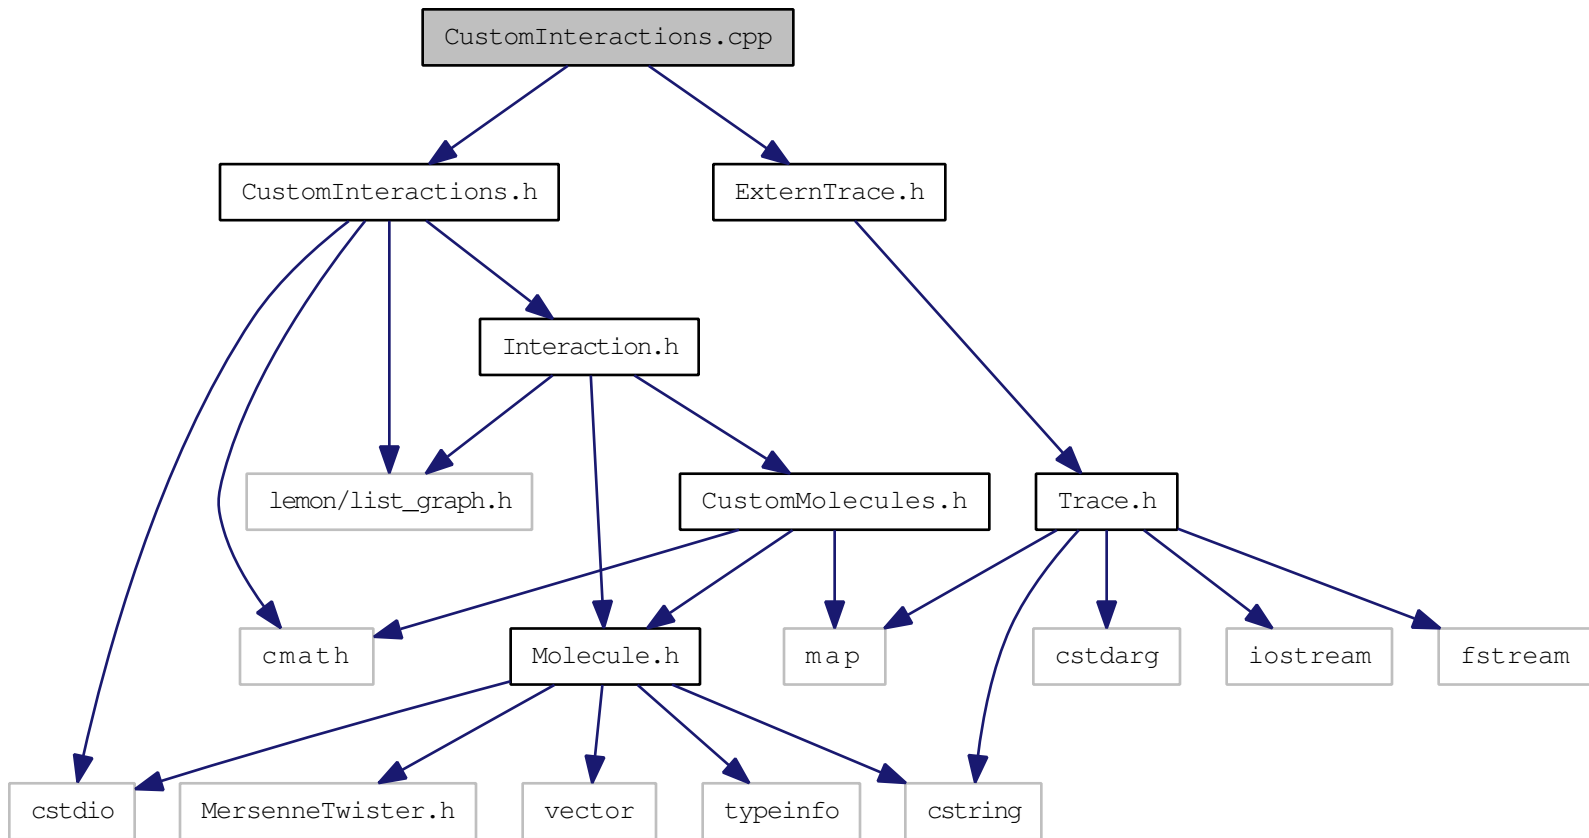 CustomInteractions.cpp
CustomInteractions.h
ExternTrace.h
Interaction.h
lemon/list_graph.h
CustomMolecules.h
Trace.h
cmath
Molecule.h
map
cstdarg
iostream
fstream
cstdio
MersenneTwister.h
vector
typeinfo
cstring